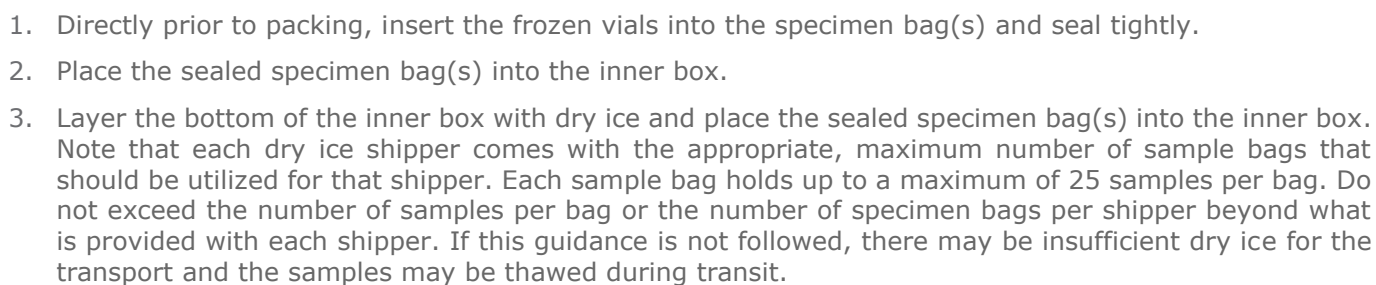 1. Directly prior to packing, insert the frozen vials into the specimen bag(s) and seal tightly.
2. Place the sealed specimen bag(s) into the inner box.
3. Layer the bottom of the inner box with dry ice and place the sealed specimen bag(s) into the inner box.
Note that each dry ice shipper comes with the appropriate, maximum number of sample bags that
should be utilized for that shipper. Each sample bag holds up to a maximum of 25 samples per bag. Do
not exceed the number of samples per bag or the number of specimen bags per shipper beyond what
is provided with each shipper. If this guidance is not followed, there may be insufficient dry ice for the
transport and the samples may be thawed during transit.